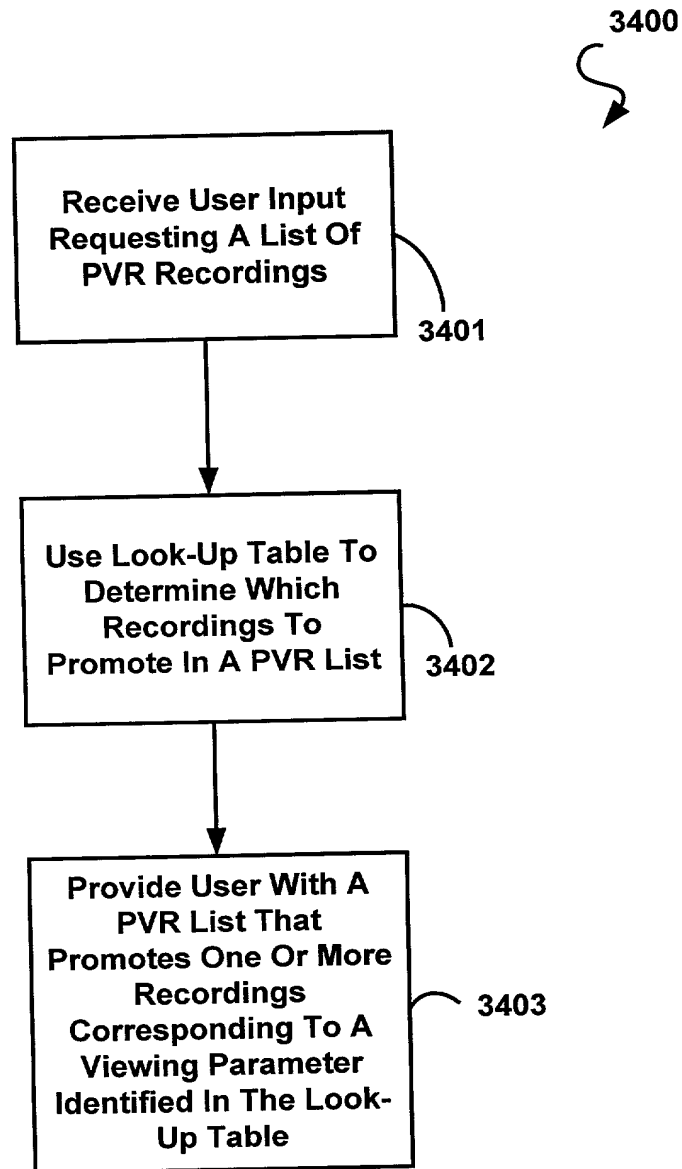 3400
Receive User Input
Requesting A List Of
PVR Recordings
3401
Use Look-Up Table To
Determine Which
Recordings To
Promote In A PVR List
3402
Provide User With A
PVR List That
Promotes One Or More
Recordings
Corresponding To A
Viewing Parameter
Identified In The Look-
Up Table
3403